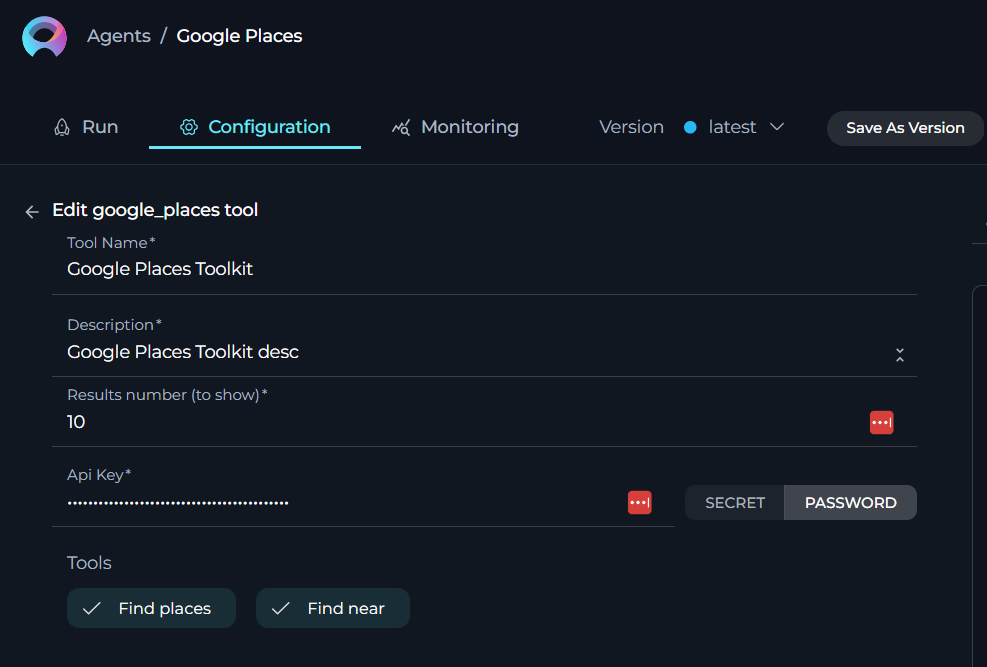 Agents / Google Places
Run Configuration Monitoring Version latest Save As Version
Edit google_places tool
Tool Name*
Google Places Toolkit
Description*
Google Places Toolkit desc
Results number (to show)*
10
Api Key*
•••••••••••••••••••••••••••••••••••••••••• SECRET PASSWORD
Tools
Find places Find near